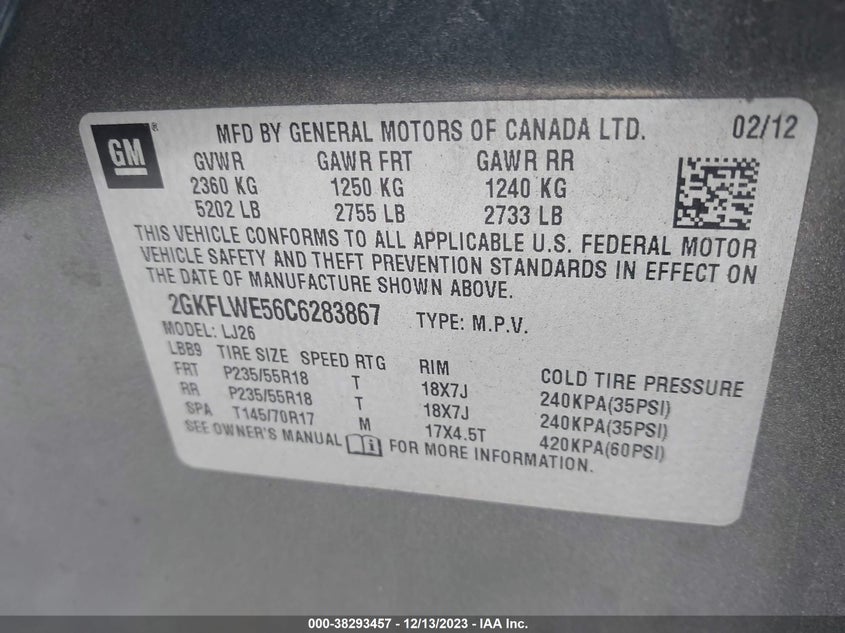 GM®
MFD BY GENERAL MOTORS OF CANADA LTD. 02/12
GVWR GAWR FRT GAWR RR
2360 KG 1250 KG 1240 KG
5202 LB 2755 LB 2733 LB
THIS VEHICLE CONFORMS TO ALL APPLICABLE U.S. FEDERAL MOTOR
VEHICLE SAFETY AND THEFT PREVENTION STANDARDS IN EFFECT ON
THE DATE OF MANUFACTURE SHOWN ABOVE.
2GKFLWE56C6283867 TYPE: M.P.V.
MODEL: LJ26
LBB9 TIRE SIZE SPEED RTG RIM COLD TIRE PRESSURE
FRT P235/55R18 T 18X7J 240KPA(35PSI)
RR P235/55R18 T 18X7J 240KPA(35PSI)
SPA T145/70R17 M 17X4.5T 420KPA(60PSI)
SEE OWNER'S MANUAL FOR MORE INFORMATION.
000-38293457 - 12/13/2023 - IAA Inc.